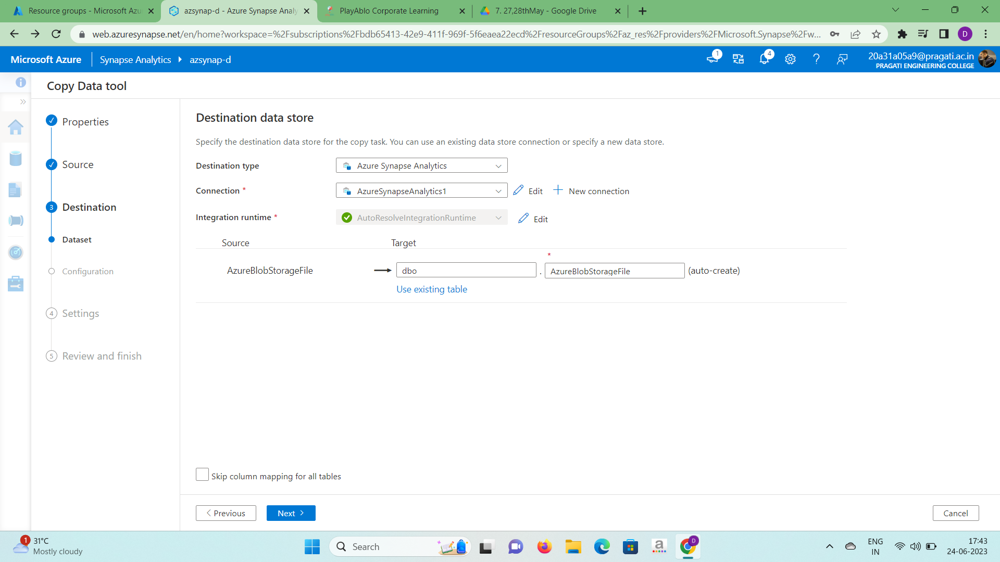 Resource groups - Microsoft Azu
azsynap-d - Azure Synapse Analy
PlayAblo Corporate Learning
7. 27,28thMay - Google Drive
web.azuresynapse.net/en/home?workspace=%2Fsubscriptions%2Fbdb65413-42e9-411f-969f-5f6eaea22ecd%2FresourceGroups%2Faz_res%2Fproviders%2FMicrosoft.Synapse%2Fw...
D
Microsoft Azure
Synapse Analytics
azsynap-d
1
4
20a31a05a9@pragati.ac.in
PRAGATI ENGINEERING COLLEGE
Copy Data tool
Properties
Source
3 Destination
Dataset
Configuration
4 Settings
5 Review and finish
Destination data store
Specify the destination data store for the copy task. You can use an existing data store connection or specify a new data store.
Destination type
Azure Synapse Analytics
Connection *
AzureSynapseAnalytics1
Edit
New connection
Integration runtime *
AutoResolveIntegrationRuntime
Edit
Source
Target
*
AzureBlobStorageFile
dbo
.
AzureBlobStorageFile
(auto-create)
Use existing table
Skip column mapping for all tables
Previous
Next
Cancel
1
31°C
Mostly cloudy
Search
a
D
ENG
IN
17:43
24-06-2023